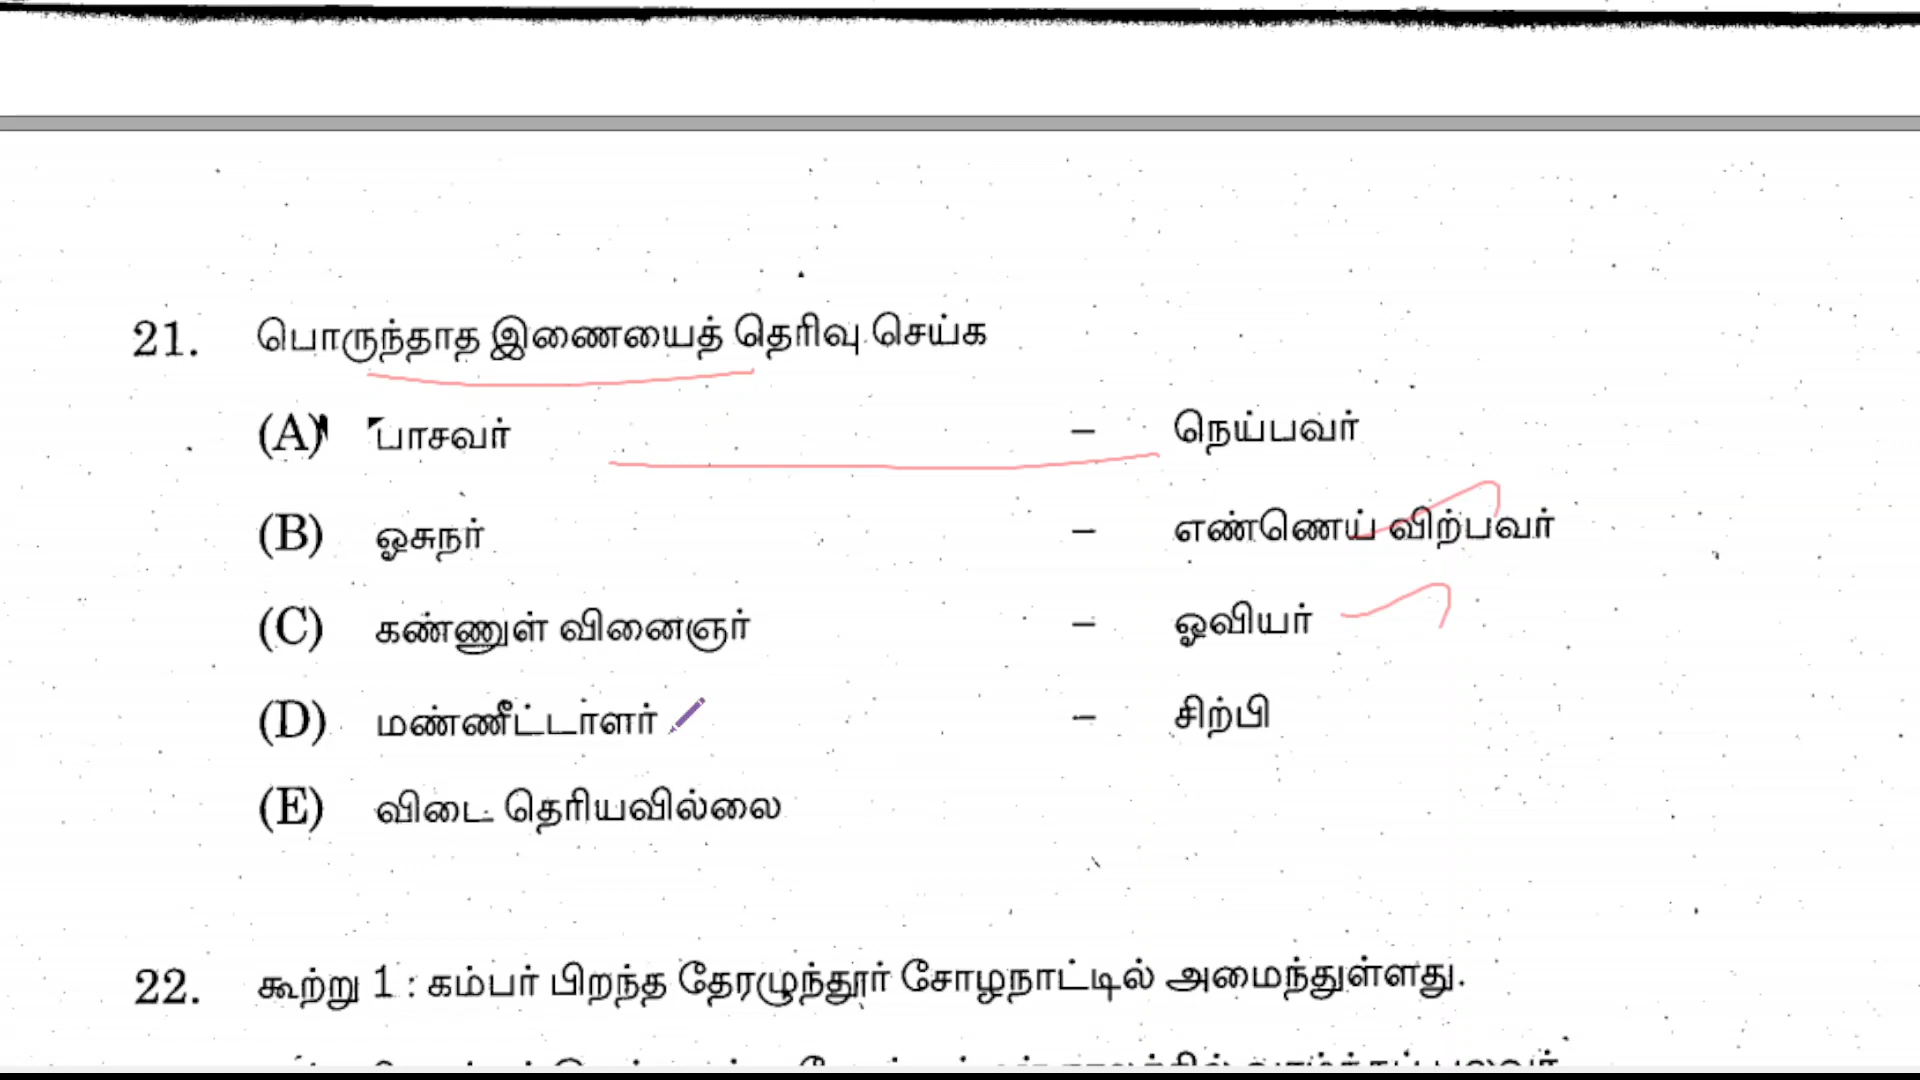 21. பொருந்தாத இணையைத் தெரிவு செய்க
(A) பாசவர் – நெய்பவர்
(B) ஓசுநர் – எண்ணெய் விற்பவர்
(C) கண்ணுள் வினைஞர் – ஓவியர்
(D) மண்ணீட்டாளர் – சிற்பி
(E) விடை தெரியவில்லை
22. கூற்று 1 : கம்பர் பிறந்த தேரழுந்தூர் சோழநாட்டில் அமைந்துள்ளது.